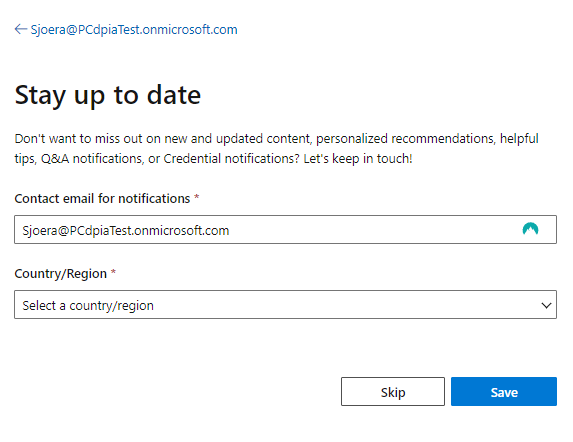 ← Sjoera@PCdpiaTest.onmicrosoft.com
Stay up to date
Don't want to miss out on new and updated content, personalized recommendations, helpful
tips, Q&A notifications, or Credential notifications? Let's keep in touch!
Contact email for notifications *
Sjoera@PCdpiaTest.onmicrosoft.com
Country/Region *
Select a country/region
Skip
Save